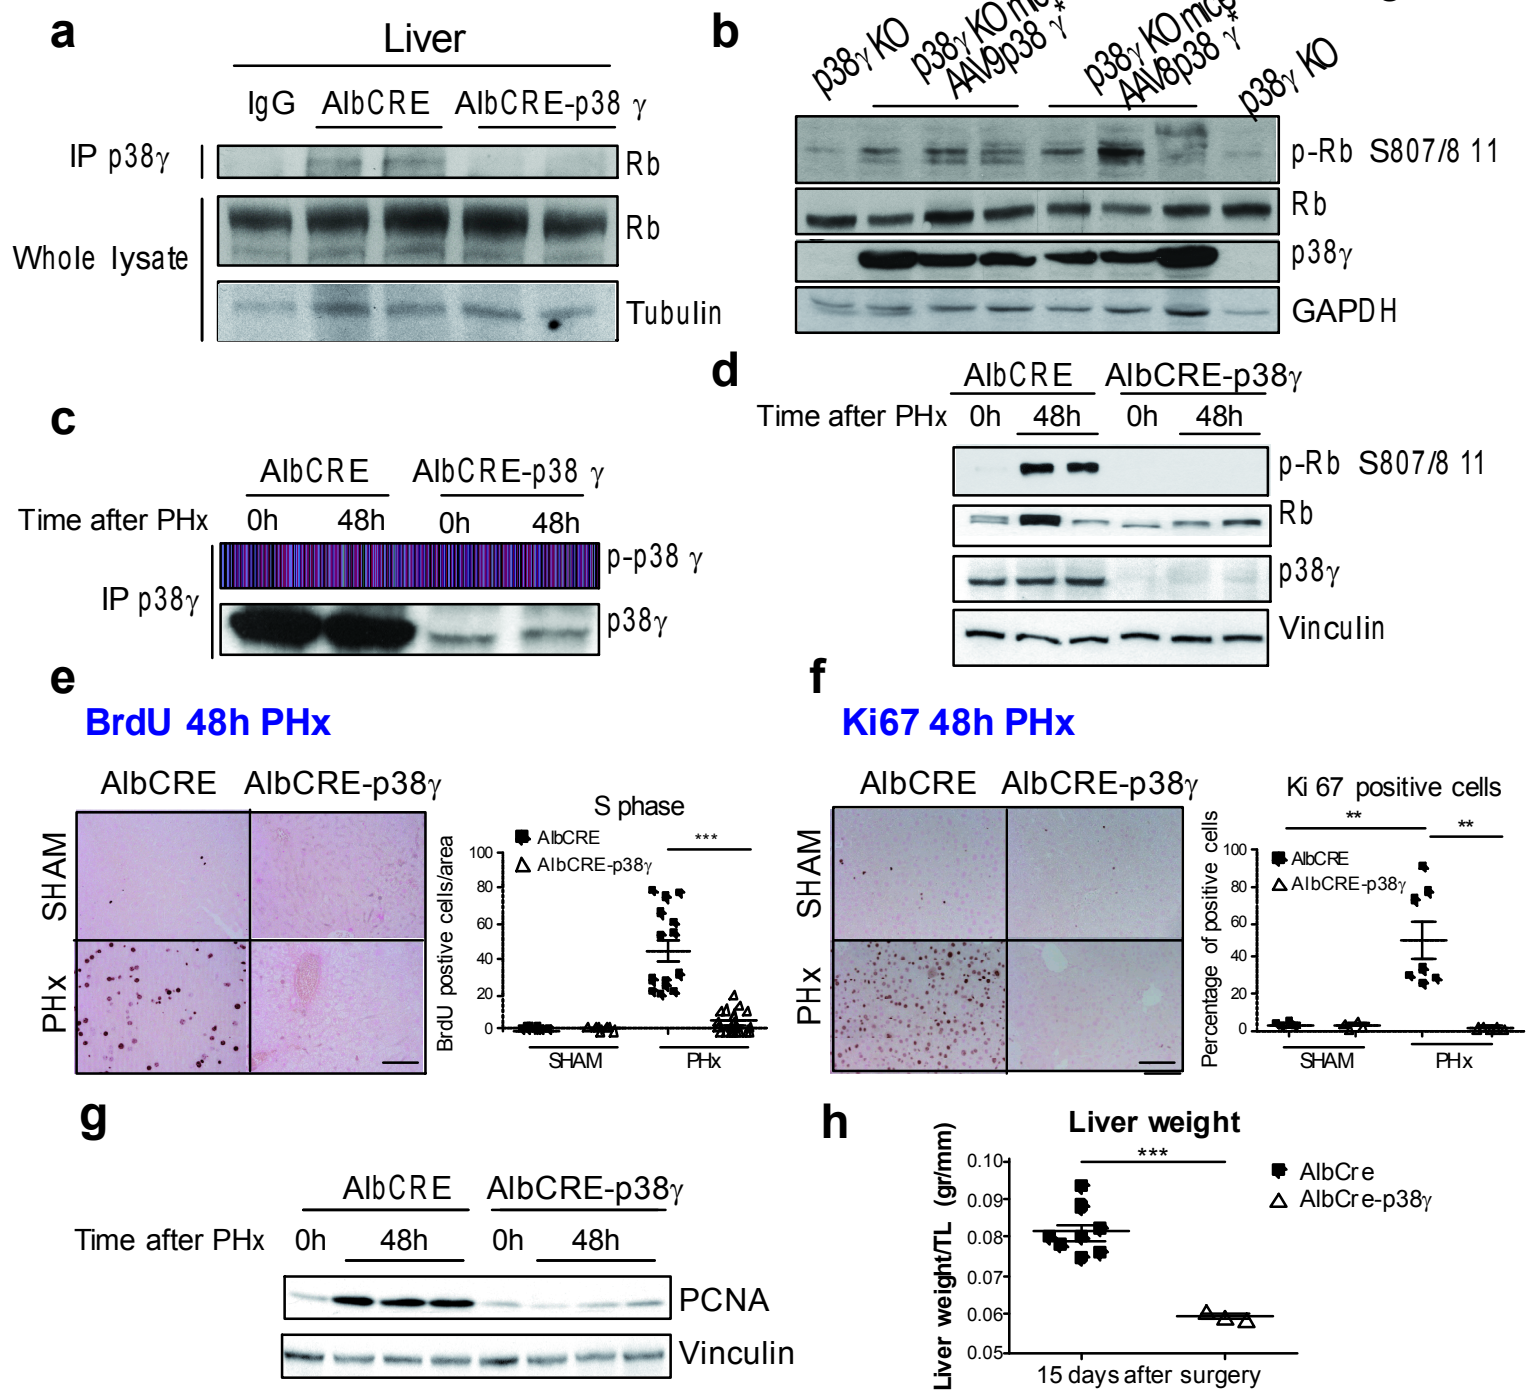 a
Liver
IgG AlbCRE AlbCRE-p38 γ
IP p38γ
Rb
Whole lysate
Rb
Tubulin
b
p38γ KO
p38γ KO mice
AAV9p38 γ*
p38γ KO mice
AAV8p38 γ*
p38γ KO
p-Rb S807/8 11
Rb
p38γ
GAPDH
c
AlbCRE AlbCRE-p38 γ
Time after PHx 0h 48h 0h 48h
IP p38γ
p-p38 γ
p38γ
d
AlbCRE AlbCRE-p38γ
Time after PHx 0h 48h 0h 48h
p-Rb S807/8 11
Rb
p38γ
Vinculin
e
BrdU 48h PHx
AlbCRE AlbCRE-p38γ
SHAM
PHx
S phase
AlbCRE
AlbCRE-p38γ
***
BrdU postive cells/area
100
80
60
40
20
0
SHAM PHx
f
Ki67 48h PHx
AlbCRE AlbCRE-p38γ
SHAM
PHx
Ki 67 positive cells
** **
AlbCRE
AlbCRE-p38γ
Percentage of positive cells
100
80
60
40
20
0
SHAM PHx
g
AlbCRE AlbCRE-p38γ
Time after PHx 0h 48h 0h 48h
PCNA
Vinculin
h
Liver weight
***
AlbCre
AlbCre-p38γ
Liver weight/TL (gr/mm)
0.10
0.09
0.08
0.07
0.06
0.05
15 days after surgery